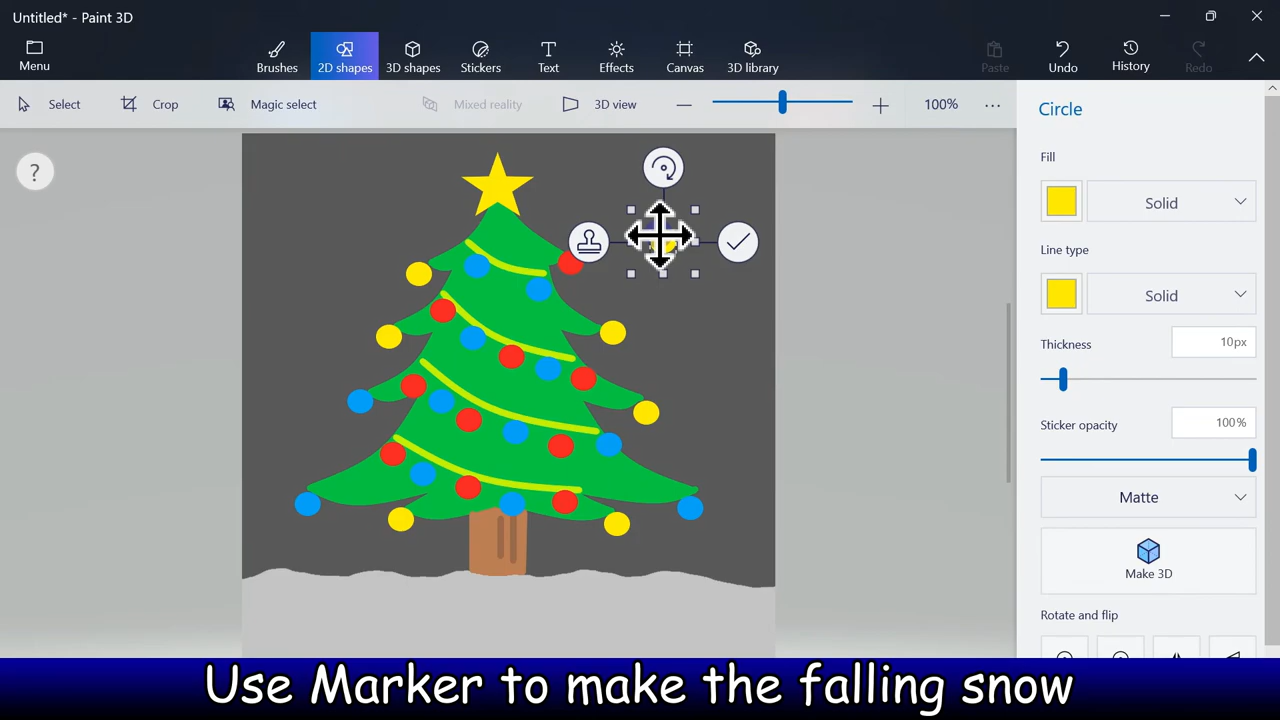 Untitled* - Paint 3D
Menu
Brushes
2D shapes
3D shapes
Stickers
Text
Effects
Canvas
3D library
Paste
Undo
History
Redo
Select
Crop
Magic select
Mixed reality
3D view
100%
?
Circle
Fill
Solid
Line type
Solid
Thickness
10px
Sticker opacity
100%
Matte
Make 3D
Rotate and flip
Use Marker to make the falling snow